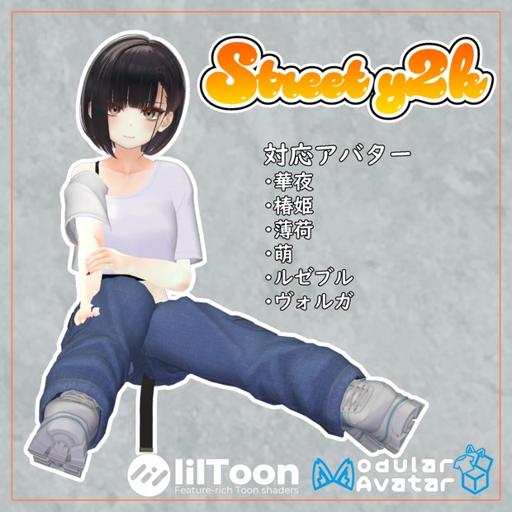 Street y2k
対応アバター
・華夜
・椿姫
・薄荷
・萌
・ルゼブル
・ヴォルガ
lilToon
Feature-rich Toon shaders
Modular
Avatar